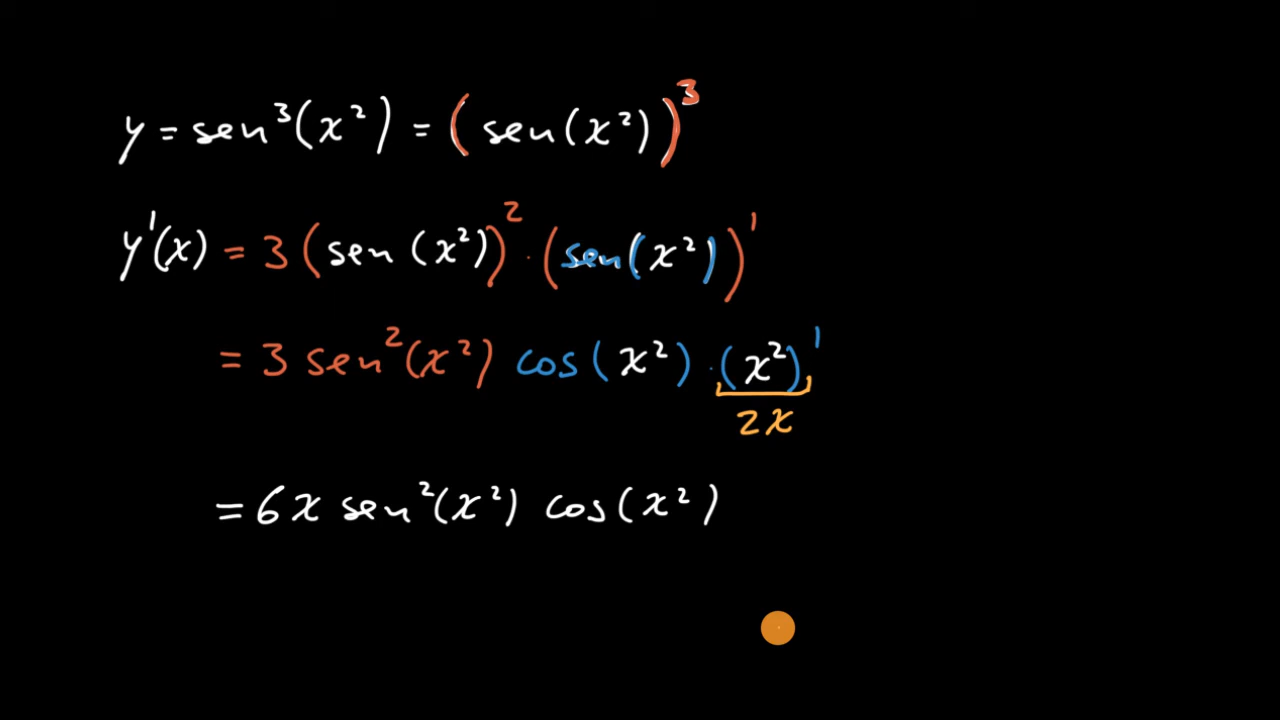 y = sen³(x²) = (sen(x²))³
y'(x) = 3 (sen (x²))² · (sen(x²))'
= 3 sen²(x²) cos(x²) · (x²)'
2x
= 6x sen²(x²) cos(x²)